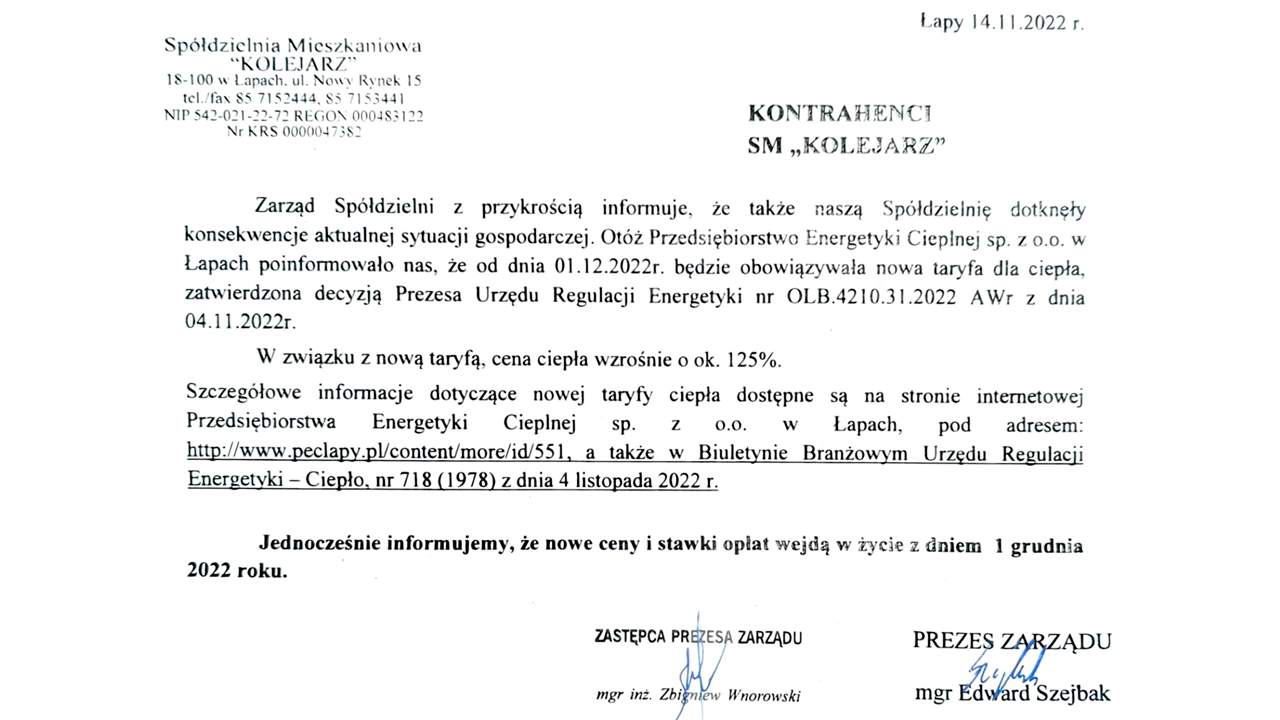 Łapy 14.11.2022 r.
Spółdzielnia Mieszkaniowa
“KOLEJARZ”
18-100 w Łapach, ul. Nowy Rynek 15
tel./fax 85 7152444, 85 7153441
NIP 542-021-22-72 REGON 000483122
Nr KRS 0000047382
KONTRAHENCI
SM „KOLEJARZ”
Zarząd Spółdzielni z przykrością informuje, że także naszą Spółdzielnię dotknęły
konsekwencje aktualnej sytuacji gospodarczej. Otóż Przedsiębiorstwo Energetyki Cieplnej sp. z o.o. w
Łapach poinformowało nas, że od dnia 01.12.2022r. będzie obowiązywała nowa taryfa dla ciepła,
zatwierdzona decyzją Prezesa Urzędu Regulacji Energetyki nr OLB.4210.31.2022 AWr z dnia
04.11.2022r.
W związku z nową taryfą, cena ciepła wzrośnie o ok. 125%.
Szczegółowe informacje dotyczące nowej taryfy ciepła dostępne są na stronie internetowej
Przedsiębiorstwa Energetyki Cieplnej sp. z o.o. w Łapach, pod adresem:
http://www.peclapy.pl/content/more/id/551, a także w Biuletynie Branżowym Urzędu Regulacji
Energetyki – Ciepło, nr 718 (1978) z dnia 4 listopada 2022 r.
Jednocześnie informujemy, że nowe ceny i stawki opłat wejdą w życie z dniem 1 grudnia
2022 roku.
ZASTĘPCA PREZESA ZARZĄDU
mgr inż. Zbigniew Wnorowski
PREZES ZARZĄDU
mgr Edward Szejbak